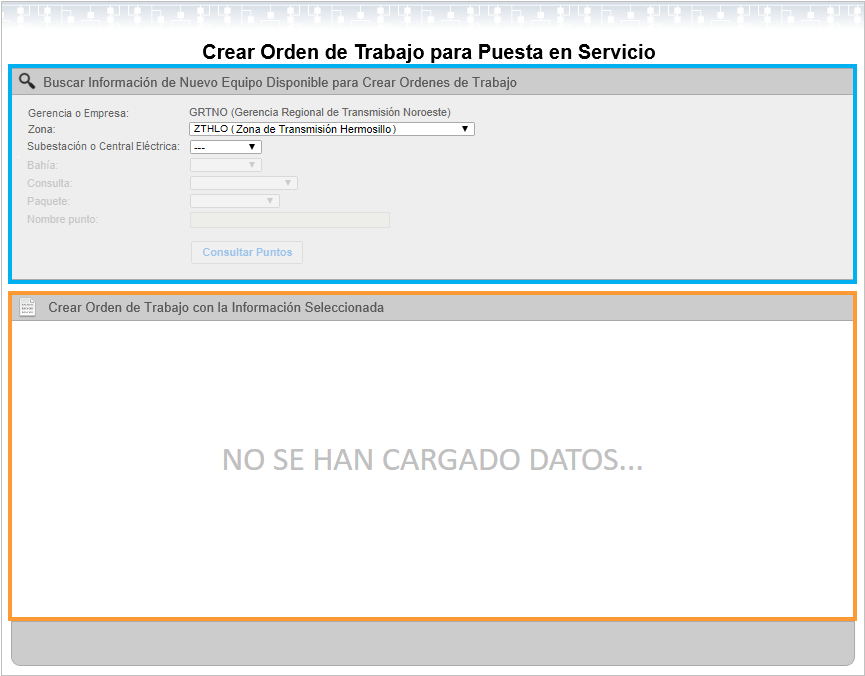 Crear Orden de Trabajo para Puesta en Servicio
Buscar Información de Nuevo Equipo Disponible para Crear Ordenes de Trabajo
Gerencia o Empresa: GRTNO (Gerencia Regional de Transmisión Noroeste)
Zona: ZTHLO (Zona de Transmisión Hermosillo)
Subestación o Central Eléctrica: ---
Bahía:
Consulta:
Paquete:
Nombre punto:
Consultar Puntos
Crear Orden de Trabajo con la Información Seleccionada
NO SE HAN CARGADO DATOS...